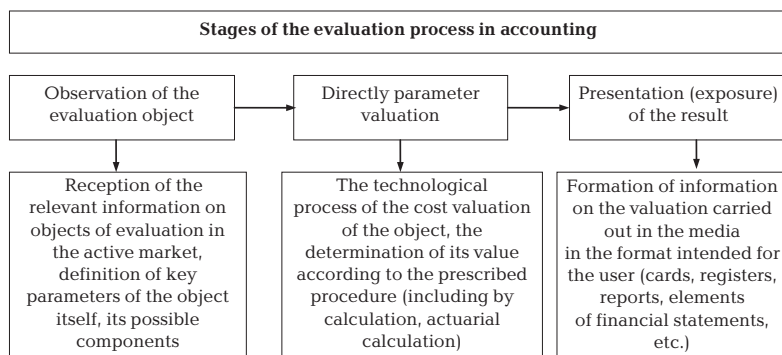 Stages of the evaluation process in accounting
Observation of the
evaluation object
Directly parameter
valuation
Presentation (exposure)
of the result
Reception of the
relevant information on
objects of evaluation in
the active market,
definition of key
parameters of the object
itself, its possible
components
The technological
process of the cost valuation
of the object, the
determination of its value
according to the prescribed
procedure (including by
calculation, actuarial
calculation)
Formation of information
on the valuation carried
out in the media
in the format intended for
the user (cards, registers,
reports, elements
of financial statements,
etc.)